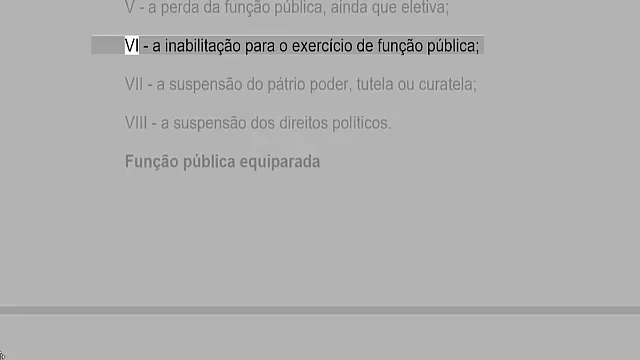 V - a perda da função pública, ainda que eletiva;
VI - a inabilitação para o exercício de função pública;
VII - a suspensão do pátrio poder, tutela ou curatela;
VIII - a suspensão dos direitos políticos.
Função pública equiparada